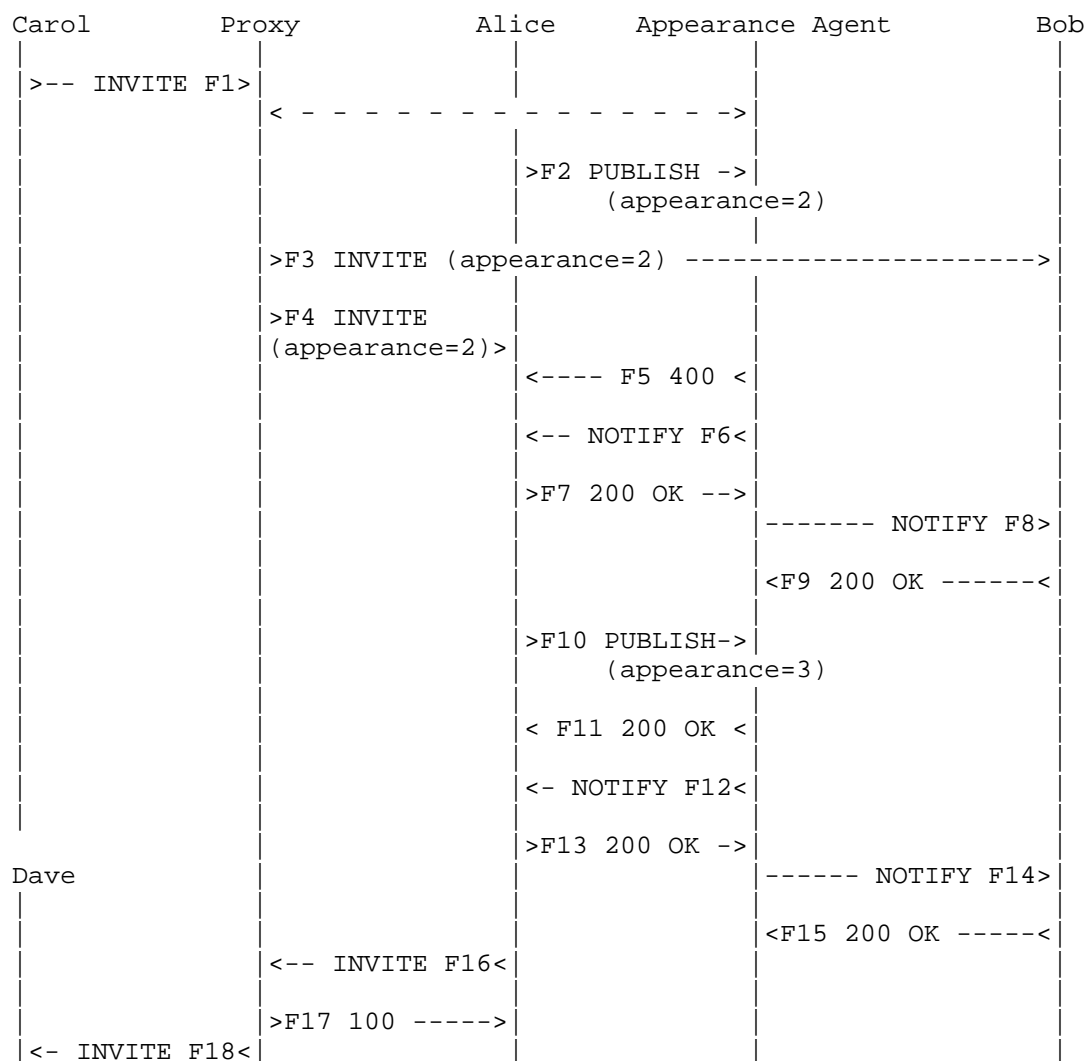 Carol Proxy Alice Appearance Agent Bob
>-- INVITE F1>
< - - - - - - - - - - - - - ->
>F2 PUBLISH ->
(appearance=2)
>F3 INVITE (appearance=2) ---------------------->
>F4 INVITE
(appearance=2)>
<---- F5 400 <
<-- NOTIFY F6<
>F7 200 OK -->
------- NOTIFY F8>
<F9 200 OK ------<
>F10 PUBLISH->
(appearance=3)
< F11 200 OK <
<- NOTIFY F12<
>F13 200 OK ->
Dave ------ NOTIFY F14>
<F15 200 OK -----<
<-- INVITE F16<
>F17 100 ----->
<- INVITE F18<